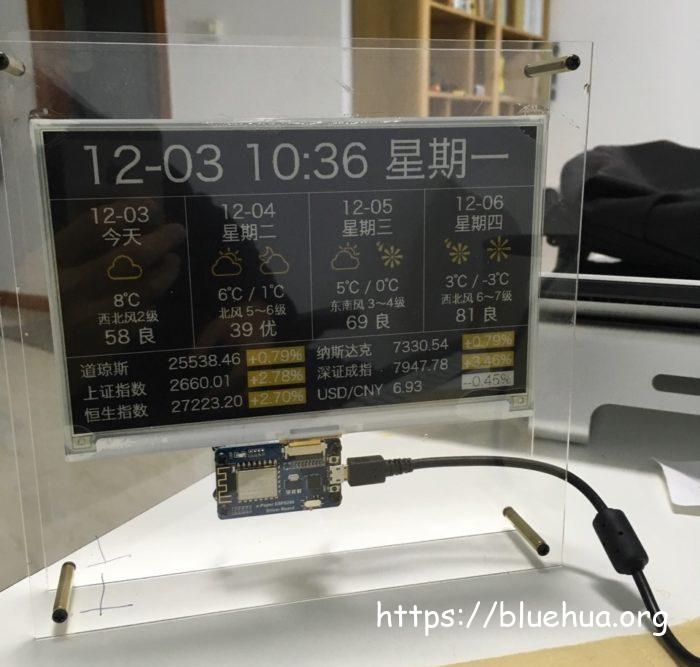 12-03 10:36 星期一
12-03
今天
8℃
西北风2级
58 良
12-04
星期二
6℃ / 1℃
北风 5～6级
39 优
12-05
星期三
5℃ / 0℃
东南风 3～4级
69 良
12-06
星期四
3℃ / -3℃
西北风 6～7级
81 良
道琼斯 25538.46 +0.79%
上证指数 2660.01 +2.78%
恒生指数 27223.20 +2.70%
纳斯达克 7330.54 +0.79%
深证成指 7947.78 +3.46%
USD/CNY 6.93 --0.45%
e-Paper ESP8266
Driver Board
https://bluehua.org